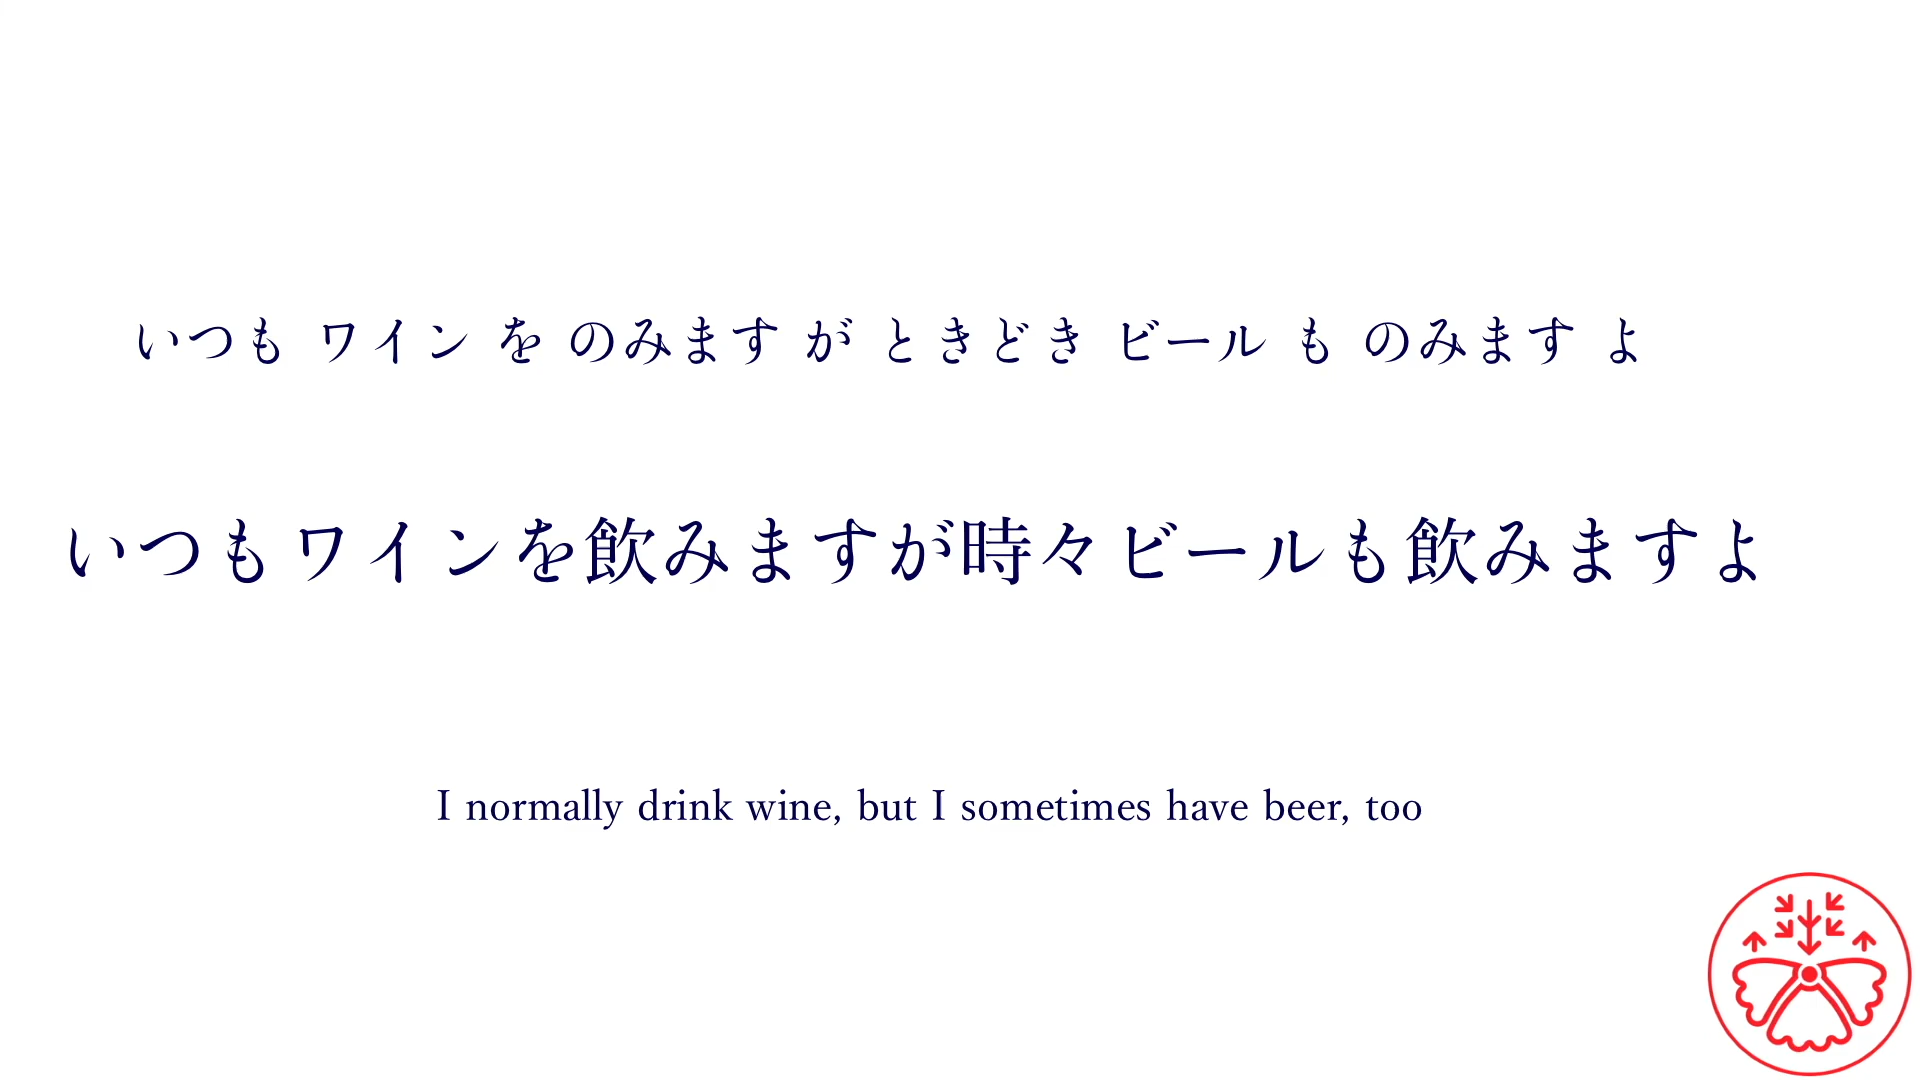 いつも ワイン を のみます が ときどき ビール も のみます よ
いつもワインを飲みますが時々ビールも飲みますよ
I normally drink wine, but I sometimes have beer, too